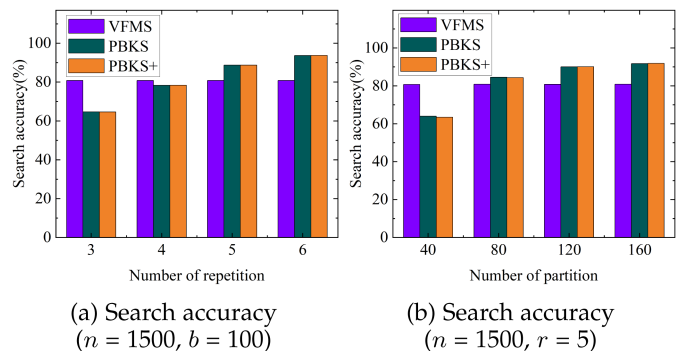 VFMS
PBKS
PBKS+
100
80
60
40
20
0
Search accuracy(%)
3 4 5 6
Number of repetition
(a) Search accuracy
(n = 1500, b = 100)
VFMS
PBKS
PBKS+
100
80
60
40
20
0
Search accuracy(%)
40 80 120 160
Number of partition
(b) Search accuracy
(n = 1500, r = 5)